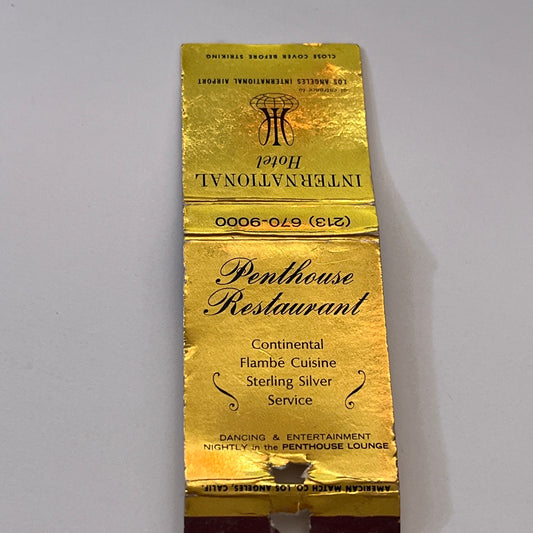 CLOSE COVER BEFORE STRIKING
LOS ANGELES INTERNATIONAL AIRPORT
at entrance to
INTERNATIONAL
Hotel
(213) 670-9000
Penthouse
Restaurant
Continental
Flambé Cuisine
Sterling Silver
Service
DANCING & ENTERTAINMENT
NIGHTLY in the PENTHOUSE LOUNGE
AMERICAN MATCH CO. LOS ANGELES, CALIF.